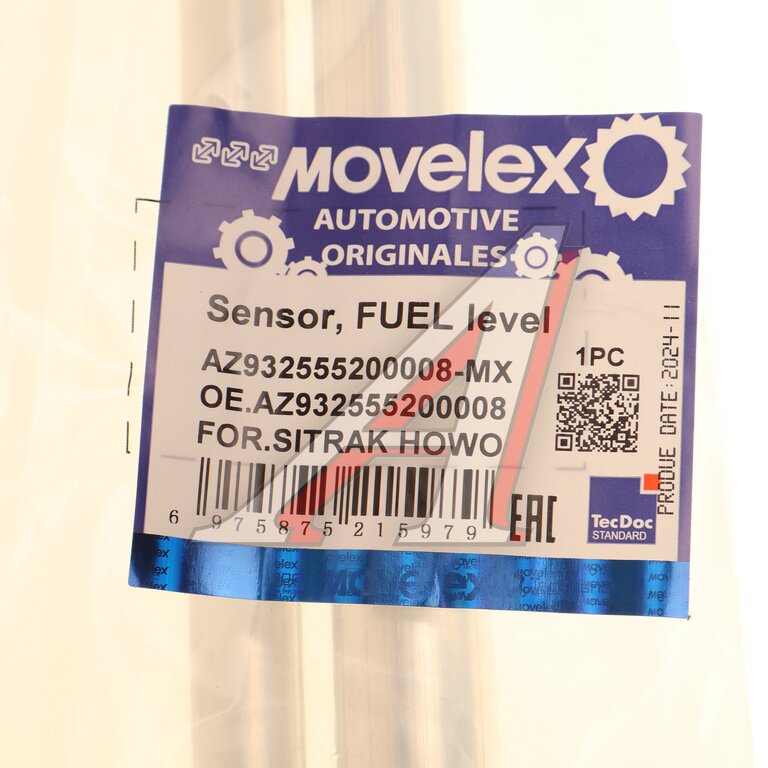 MOVelex
AUTOMOTIVE
ORIGINALES
Sensor, FUEL level
AZ932555200008-MX
1PC
OE.AZ932555200008
FOR.SITRAK HOWO
PRODUE DATE:2024-11
6 975875 215979
EAC
TecDoc
STANDARD
MOVelex